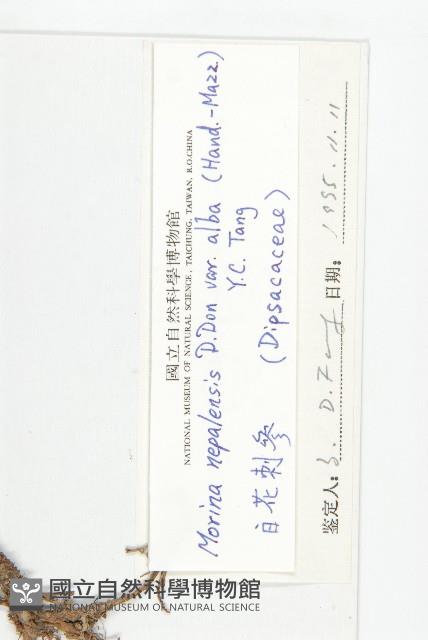 國立自然科學博物館
NATIONAL MUSEUM OF NATURAL SCIENCE, TAICHUNG, TAIWAN, R.O.CHINA
Morina nepalensis D.Don var. alba (Hand.-Mazz.)
Y.C. Tang
白花刺參 (Dipsacaceae)
鉴定人: D. 日期: 1995.11.11
國立自然科學博物館
NATIONAL MUSEUM OF NATURAL SCIENCE